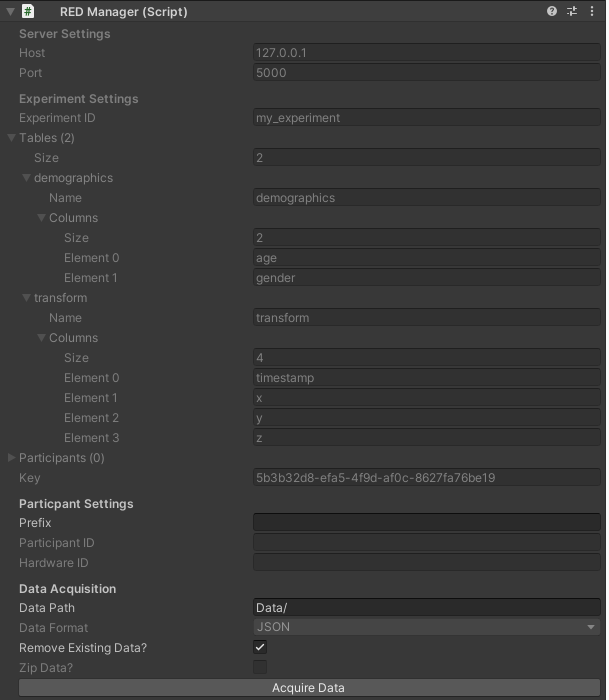 RED Manager (Script)
Server Settings
Host 127.0.0.1
Port 5000
Experiment Settings
Experiment ID my_experiment
Tables (2)
Size 2
demographics
Name demographics
Columns
Size 2
Element 0 age
Element 1 gender
transform
Name transform
Columns
Size 4
Element 0 timestamp
Element 1 x
Element 2 y
Element 3 z
Participants (0)
Key 5b3b32d8-efa5-4f9d-af0c-8627fa76be19
Particpant Settings
Prefix
Participant ID
Hardware ID
Data Acquisition
Data Path Data/
Data Format JSON
Remove Existing Data?
Zip Data?
Acquire Data